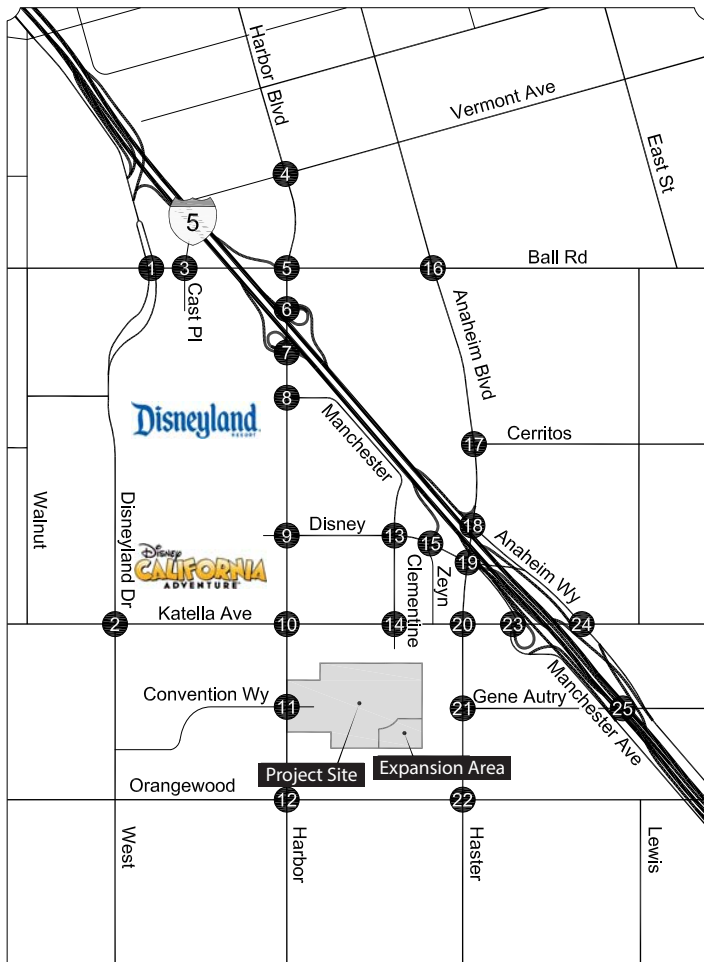 Harbor Blvd
Vermont Ave
East St
4
5
1
3
5
16
Ball Rd
Cast Pl
6
Anaheim Blvd
7
8
Disneyland
RESORT
Manchester
17
Cerritos
Walnut
Disneyland Dr
9
Disney
13
15
18
19
Anaheim Wy
Disney
CALIFORNIA
ADVENTURE
Clementine
Zeyn
2
Katella Ave
10
14
20
23
24
Convention Wy
11
21
Gene Autry
25
Manchester Ave
Project Site
Expansion Area
Orangewood
12
22
West
Harbor
Haster
Lewis